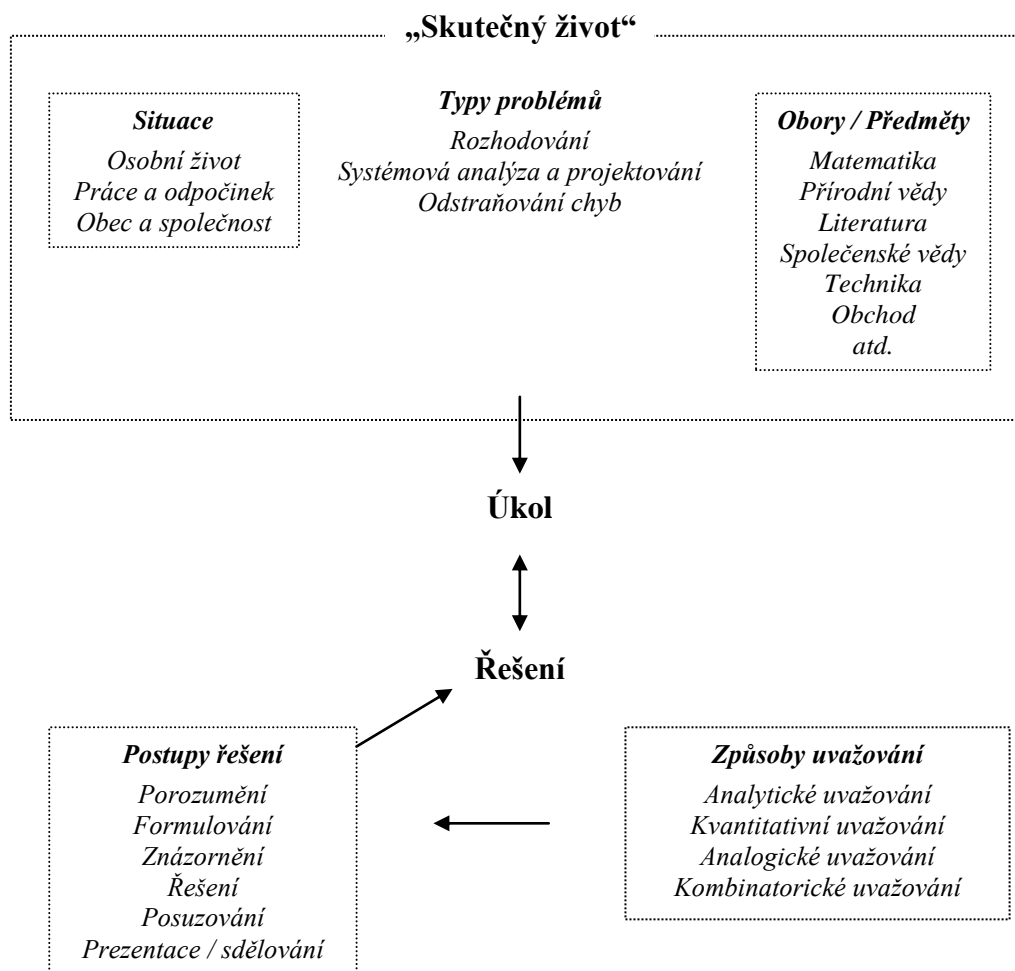 „Skutečný život“
Situace
Osobní život
Práce a odpočinek
Obec a společnost
Typy problémů
Rozhodování
Systémová analýza a projektování
Odstraňování chyb
Obory / Předměty
Matematika
Přírodní vědy
Literatura
Společenské vědy
Technika
Obchod
atd.
Úkol
Řešení
Postupy řešení
Porozumění
Formulování
Znázornění
Řešení
Posuzování
Prezentace / sdělování
Způsoby uvažování
Analytické uvažování
Kvantitativní uvažování
Analogické uvažování
Kombinatorické uvažování